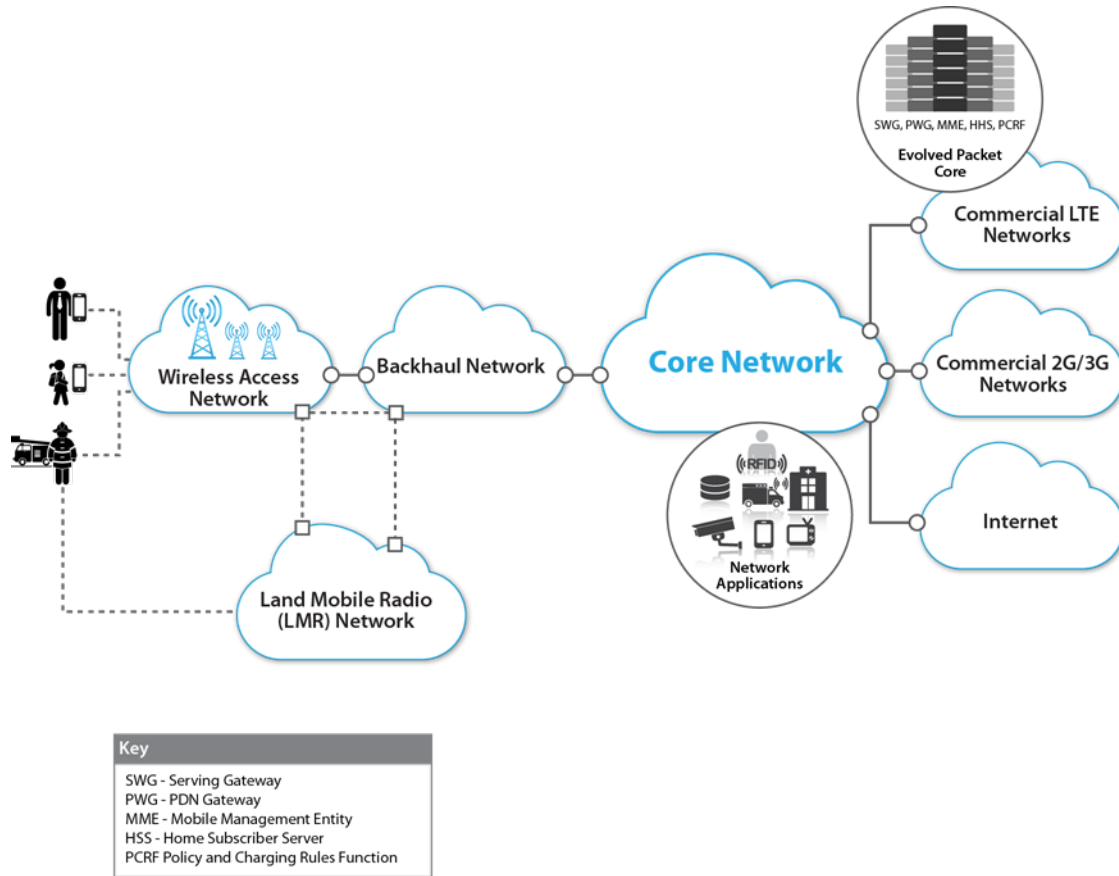 SWG, PWG, MME, HHS, PCRF
Evolved Packet
Core
Commercial LTE
Networks
Wireless Access
Network
Backhaul Network
Core Network
Commercial 2G/3G
Networks
RFID
Network
Applications
Internet
Land Mobile Radio
(LMR) Network
Key
SWG - Serving Gateway
PWG - PDN Gateway
MME - Mobile Management Entity
HSS - Home Subscriber Server
PCRF Policy and Charging Rules Function